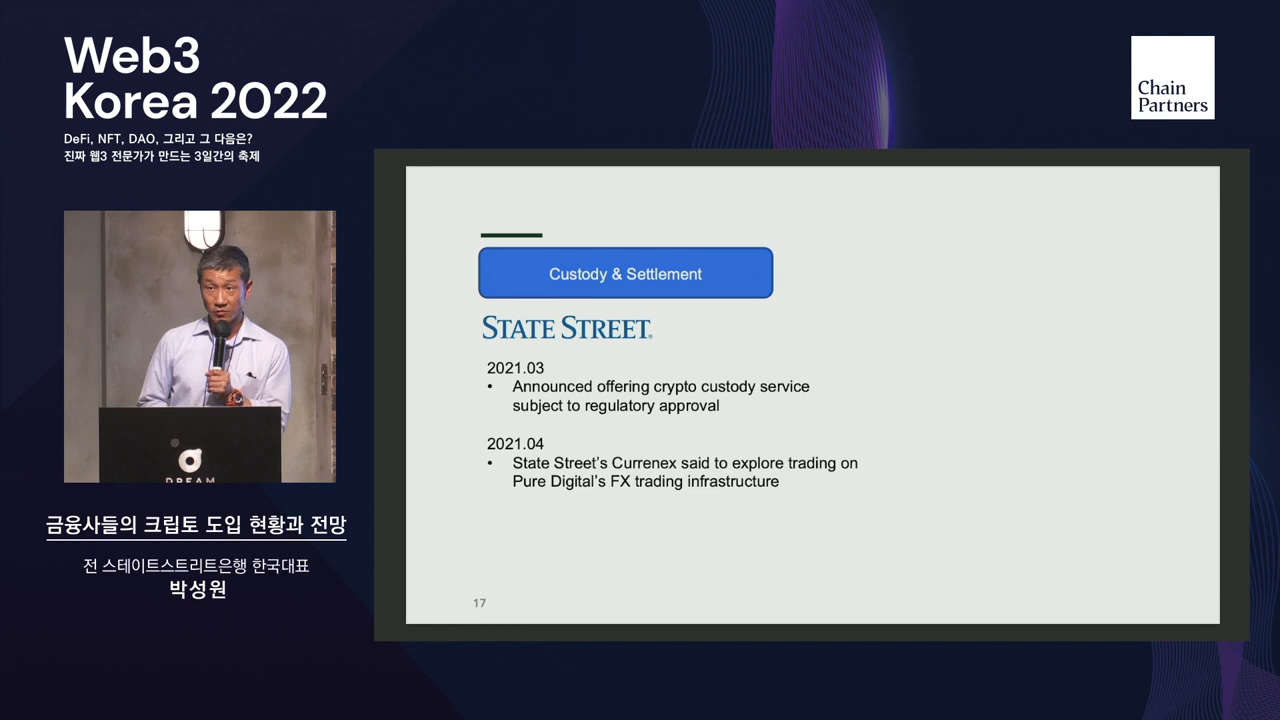 Web3
Korea 2022
DeFi, NFT, DAO, 그리고 그 다음은?
진짜 웹3 전문가가 만드는 3일간의 축제
Chain
Partners
Custody & Settlement
STATE STREET.
2021.03
• Announced offering crypto custody service
subject to regulatory approval
2021.04
• State Street's Currenex said to explore trading on
Pure Digital's FX trading infrastructure
17
DREAM
금융사들의 크립토 도입 현황과 전망
전 스테이트스트리트은행 한국대표
박성원